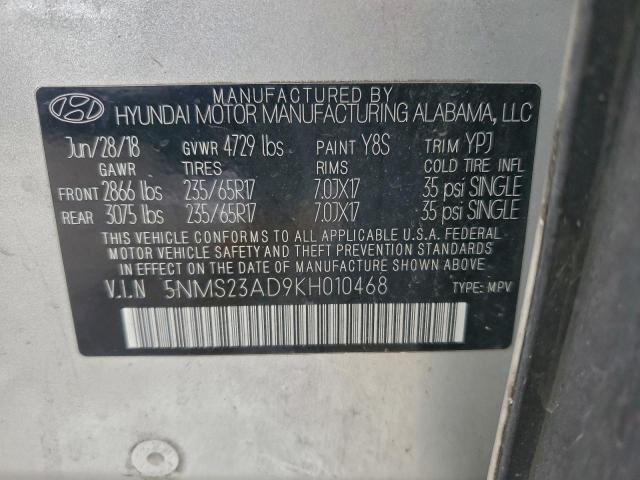 MANUFACTURED BY
HYUNDAI MOTOR MANUFACTURING ALABAMA, LLC
Jun/28/18 GVWR 4729 lbs PAINT Y8S TRIM YPJ
GAWR TIRES RIMS COLD TIRE INFL
FRONT 2866 lbs 235/65R17 7.0JX17 35 psi SINGLE
REAR 3075 lbs 235/65R17 7.0JX17 35 psi SINGLE
THIS VEHICLE CONFORMS TO ALL APPLICABLE U.S.A. FEDERAL
MOTOR VEHICLE SAFETY AND THEFT PREVENTION STANDARDS
IN EFFECT ON THE DATE OF MANUFACTURE SHOWN ABOVE.
V.I.N 5NMS23AD9KH010468 TYPE: MPV